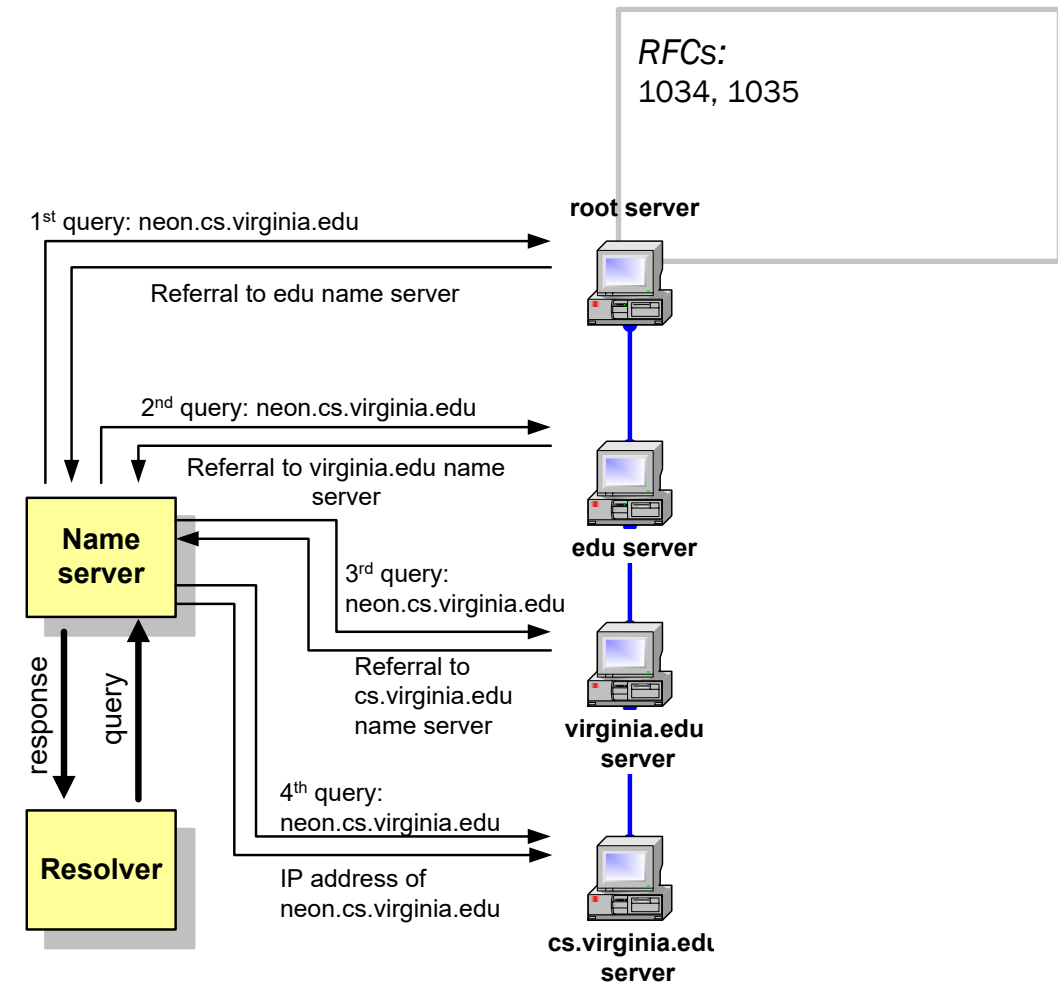 RFCs:
1034, 1035
root server
1st query: neon.cs.virginia.edu
Referral to edu name server
2nd query: neon.cs.virginia.edu
Referral to virginia.edu name
server
edu server
Name
server
3rd query:
neon.cs.virginia.edu
Referral to
cs.virginia.edu
name server
virginia.edu
server
response
query
4th query:
neon.cs.virginia.edu
Resolver
IP address of
neon.cs.virginia.edu
cs.virginia.edu
server